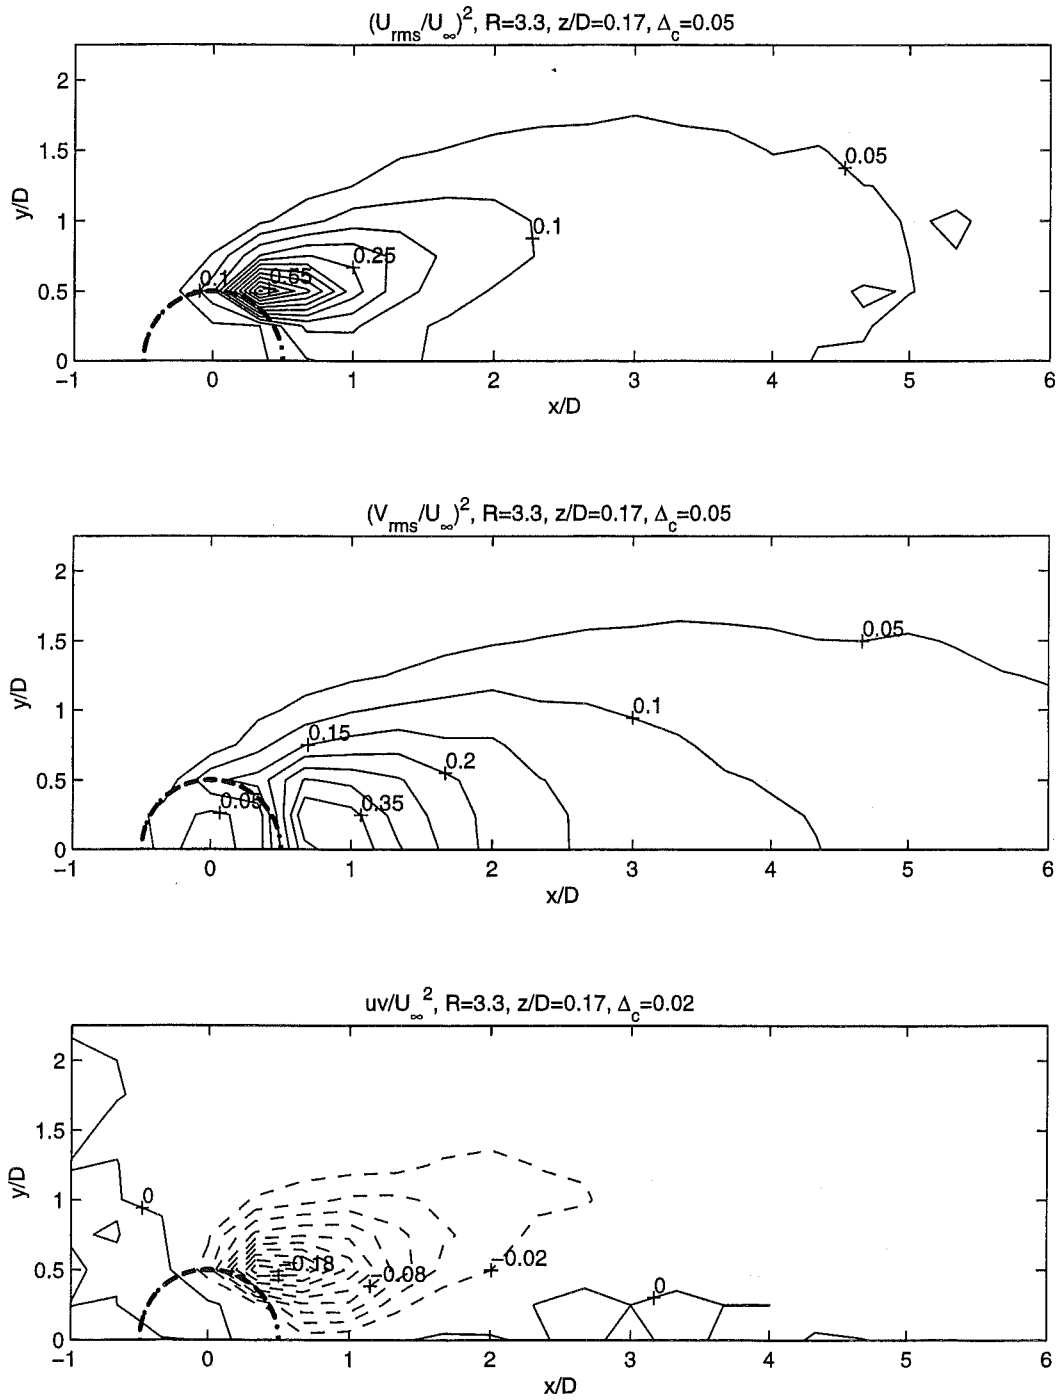 (U_rms/U_∞)², R=3.3, z/D=0.17, Δ_c=0.05
2
1.5
1
0.5
0
y/D
0.05
0.1
0.25
0.1
0.55
−1 0 1 2 3 4 5 6
x/D
(V_rms/U_∞)², R=3.3, z/D=0.17, Δ_c=0.05
2
1.5
1
0.5
0
y/D
0.05
0.1
0.15
0.2
0.05
0.35
−1 0 1 2 3 4 5 6
x/D
uv/U_∞², R=3.3, z/D=0.17, Δ_c=0.02
2
1.5
1
0.5
0
y/D
0
−0.02
−0.18
−0.08
0
−1 0 1 2 3 4 5 6
x/D